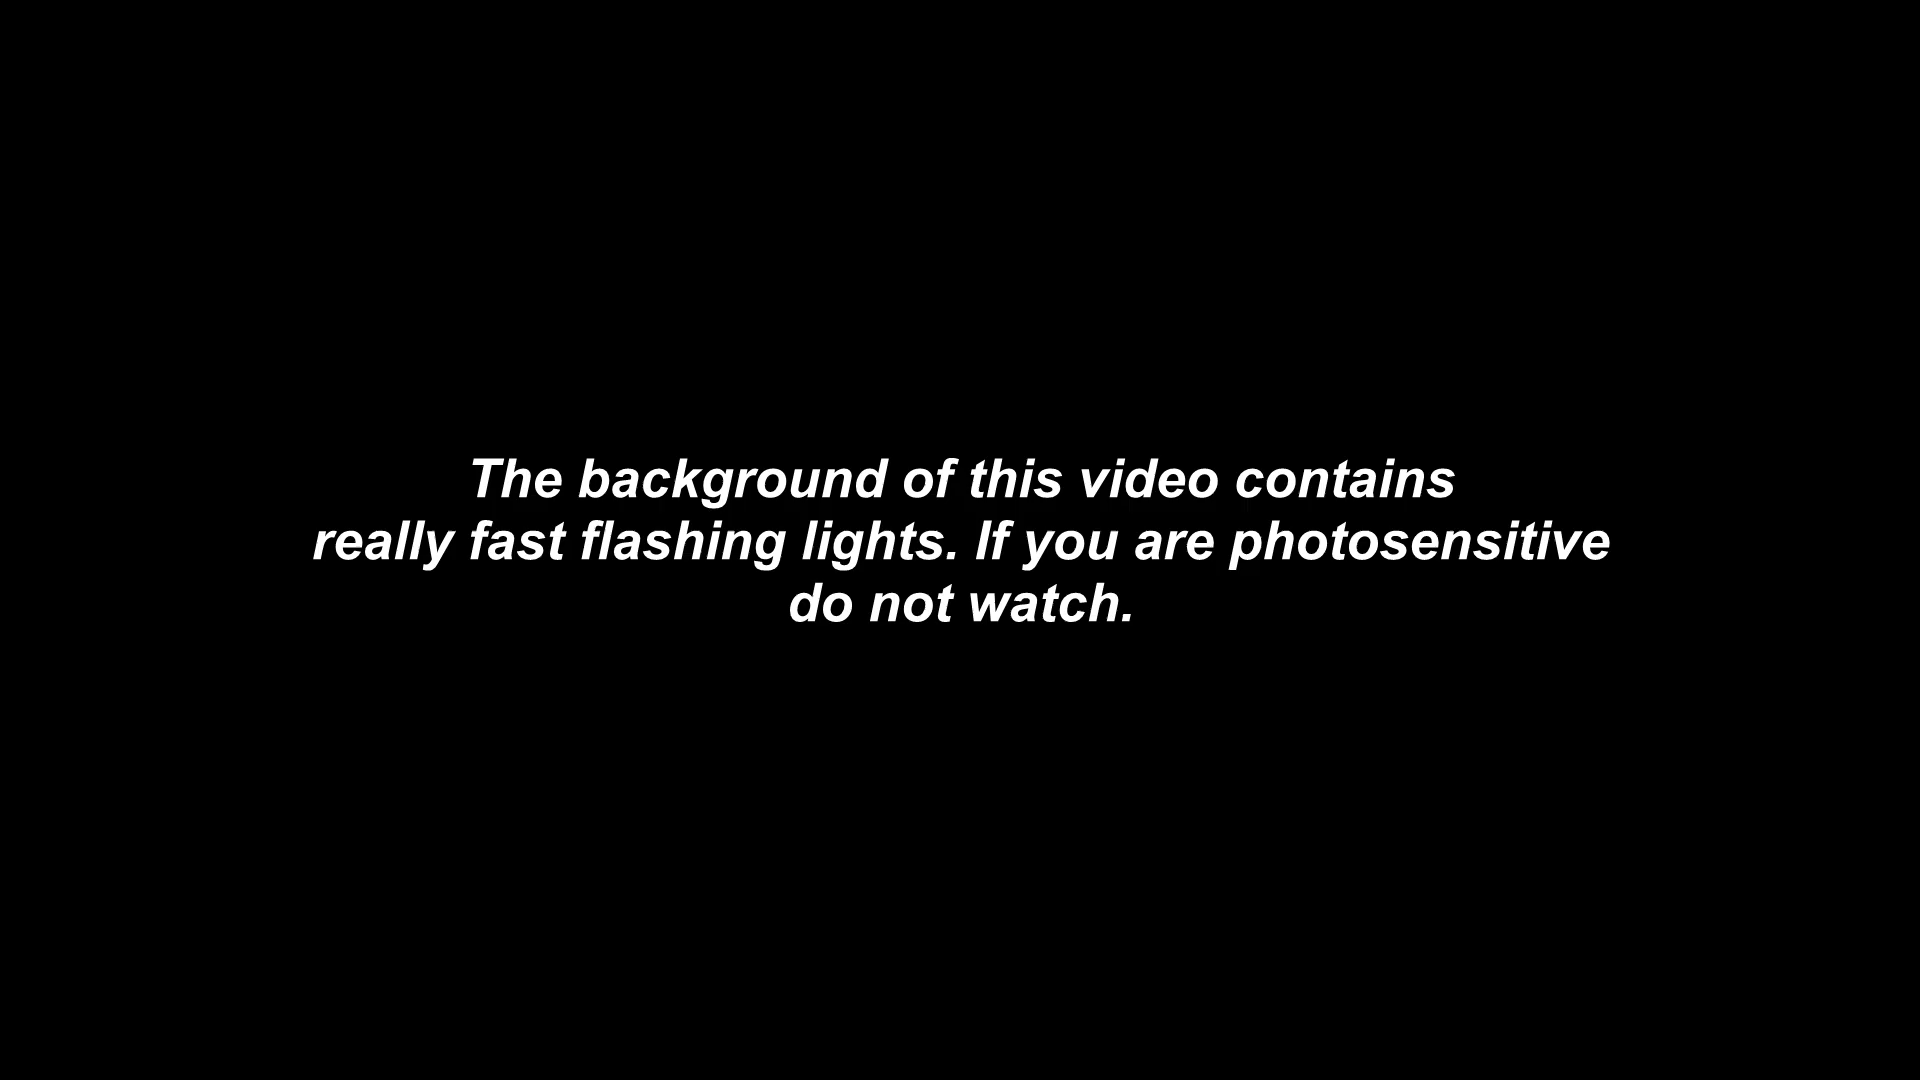 The background of this video contains
really fast flashing lights. If you are photosensitive
do not watch.